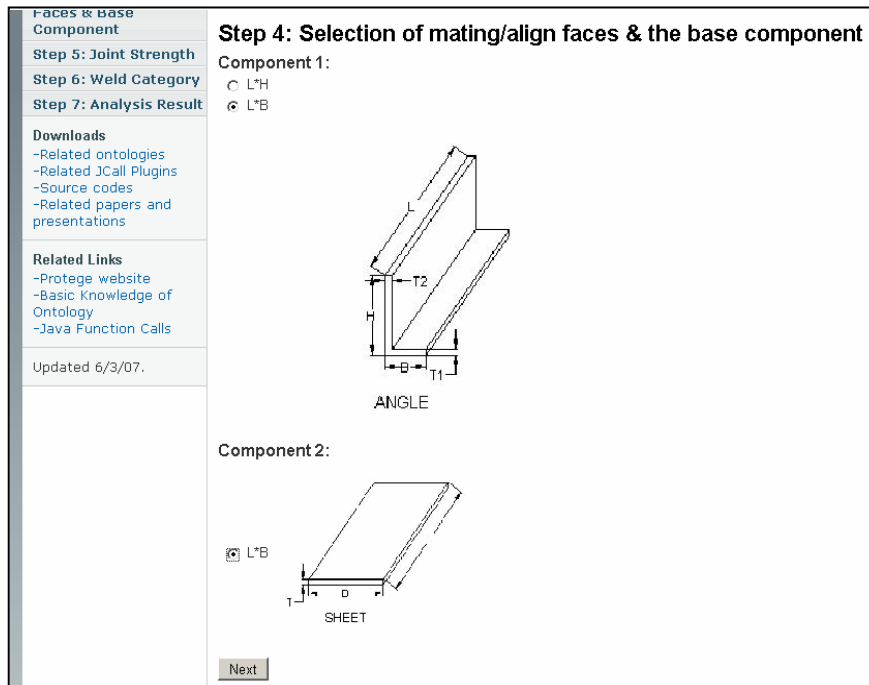 Faces & Base
Component
Step 5: Joint Strength
Step 6: Weld Category
Step 7: Analysis Result
Downloads
-Related ontologies
-Related JCall Plugins
-Source codes
-Related papers and
presentations
Related Links
-Protege website
-Basic Knowledge of
Ontology
-Java Function Calls
Updated 6/3/07.
Step 4: Selection of mating/align faces & the base component
Component 1:
L*H
L*B
L
T2
H
B
T1
ANGLE
Component 2:
L*B
T
SHEET
Next